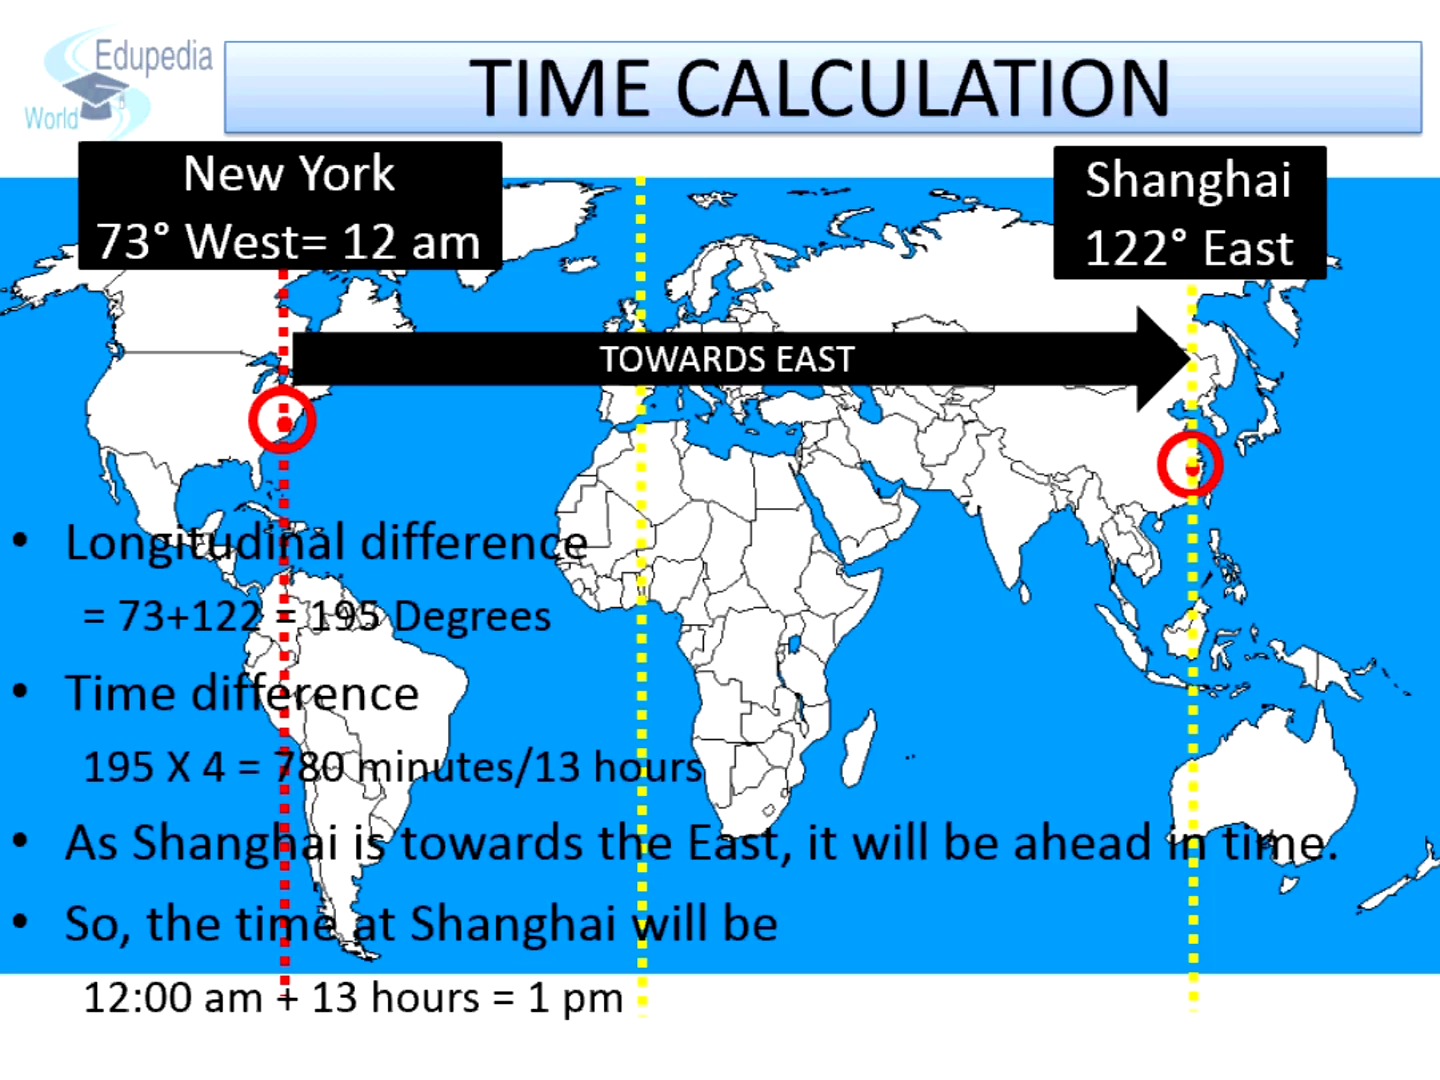 Edupedia
World
TIME CALCULATION
New York
73° West= 12 am
Shanghai
122° East
TOWARDS EAST
• Longitudinal difference
= 73+122 = 195 Degrees
• Time difference
195 X 4 = 780 minutes/13 hours
• As Shanghai is towards the East, it will be ahead in time.
• So, the time at Shanghai will be
12:00 am + 13 hours = 1 pm